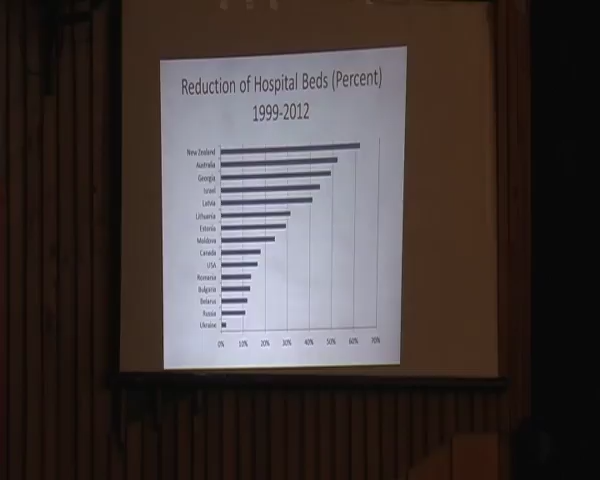 Reduction of Hospital Beds (Percent)
1999-2012
New Zealand
Australia
Georgia
Israel
Latvia
Lithuania
Estonia
Moldova
Canada
USA
Romania
Bulgaria
Belarus
Russia
Ukraine
0% 10% 20% 30% 40% 50% 60% 70%